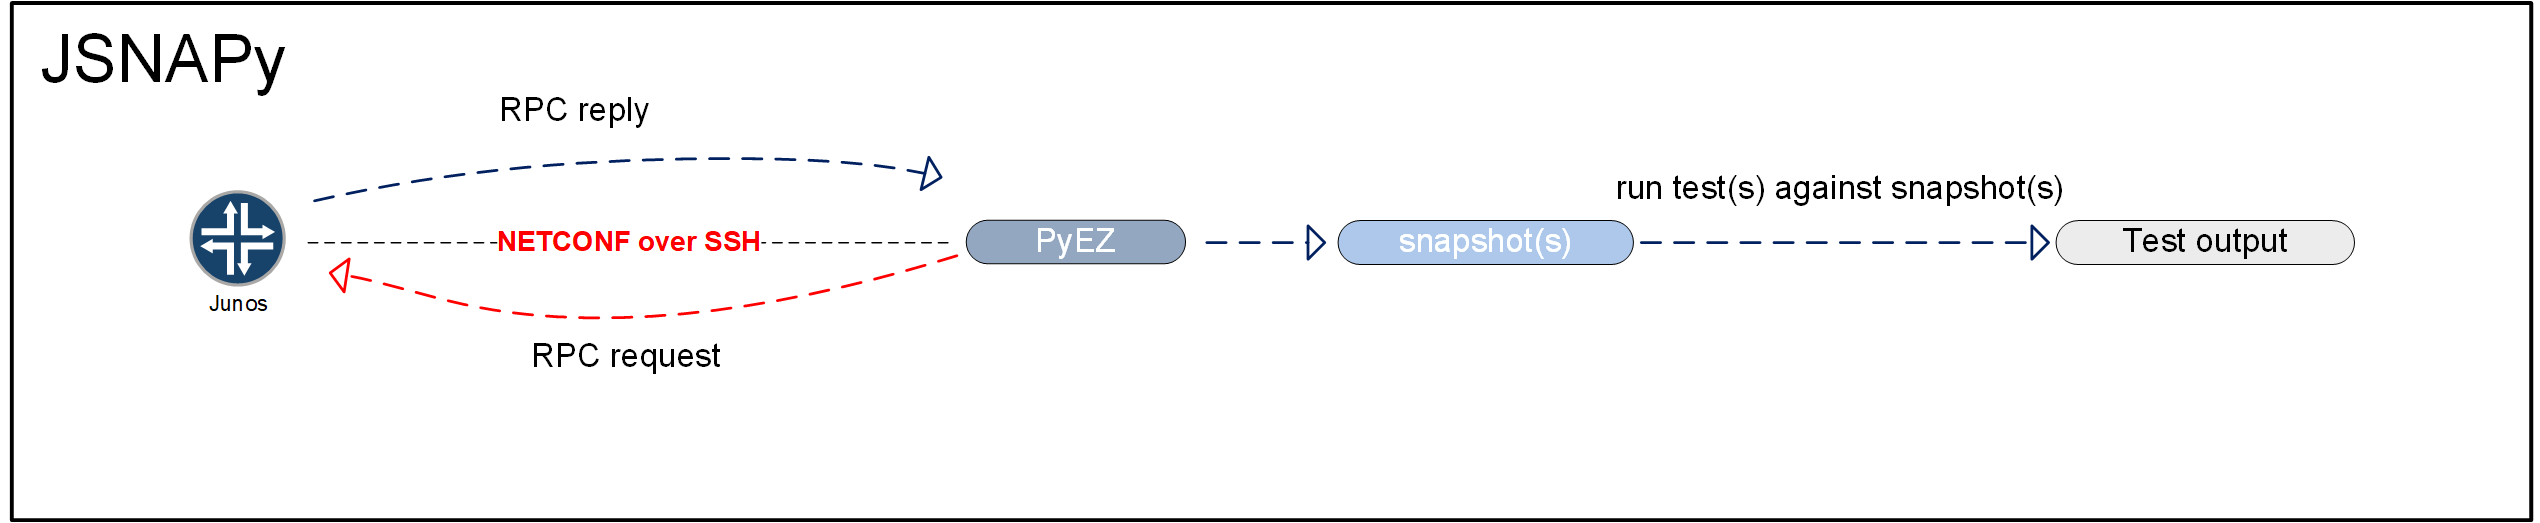 JSNAPy
RPC reply
run test(s) against snapshot(s)
NETCONF over SSH
PyEZ
snapshot(s)
Test output
Junos
RPC request